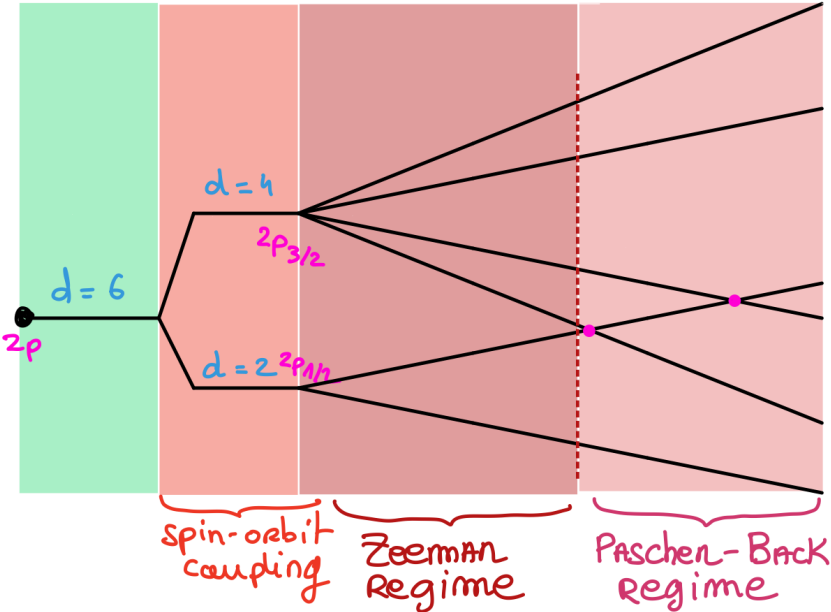 d = 4
2p3/2
d = 6
2p
d = 2 2p1/2
spin-orbit
coupling
Zeeman
Regime
Paschen-Back
Regime